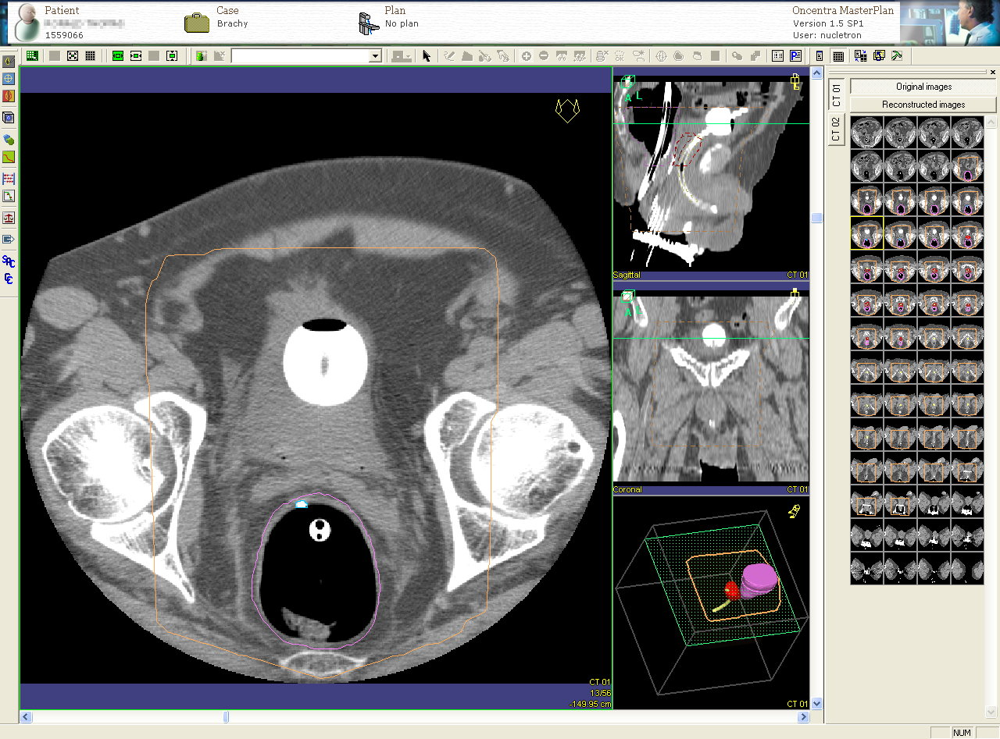 Patient
1559066
Case
Brachy
Plan
No plan
Oncentra MasterPlan
Version 1.5 SP1
User: nucletron
CT 01
CT 02
Original images
Reconstructed images
A L
Sagittal CT 01
A
Coronal CT 01
CT 01
13/56
-149.95 cm
CT 01
NUM